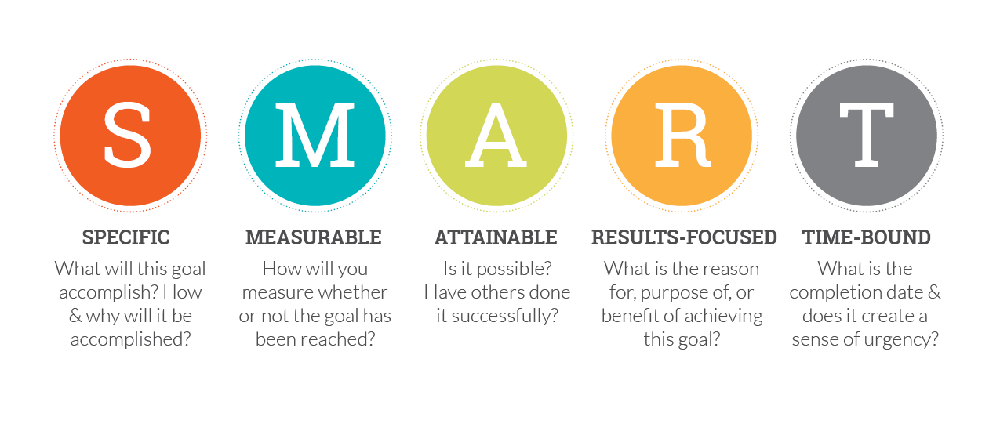 S
SPECIFIC
What will this goal
accomplish? How
& why will it be
accomplished?
M
MEASURABLE
How will you
measure whether
or not the goal has
been reached?
A
ATTAINABLE
Is it possible?
Have others done
it successfully?
R
RESULTS-FOCUSED
What is the reason
for, purpose of, or
benefit of achieving
this goal?
T
TIME-BOUND
What is the
completion date &
does it create a
sense of urgency?